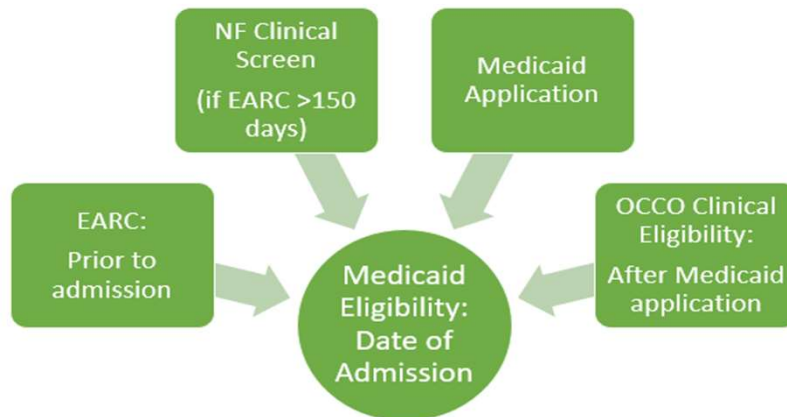 NF Clinical
Screen
(if EARC >150
days)
Medicaid
Application
EARC:
Prior to
admission
OCCO Clinical
Eligibility:
After Medicaid
application
Medicaid
Eligibility:
Date of
Admission